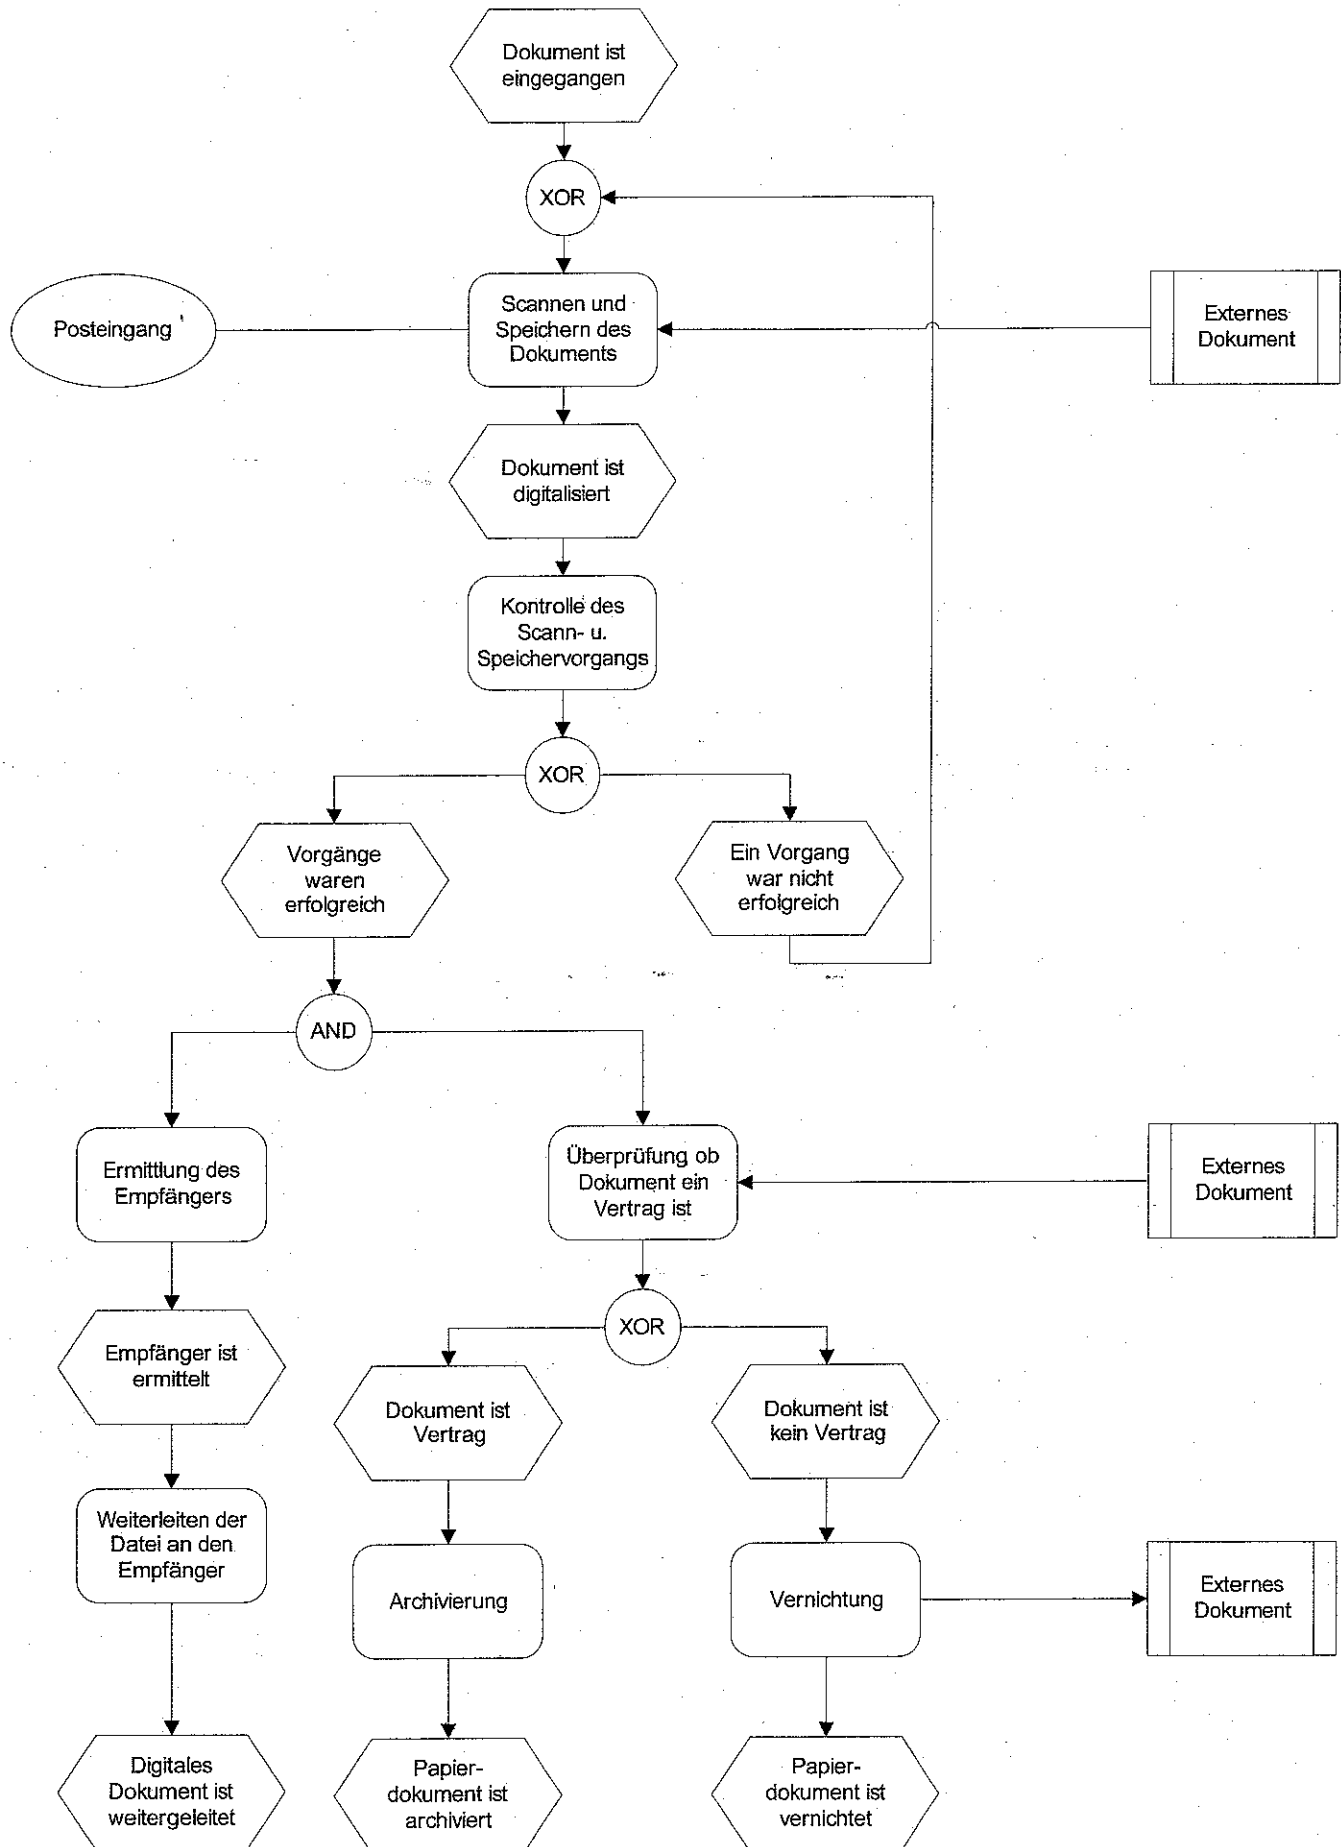 Dokument ist
eingegangen
XOR
Posteingang
Scannen und
Speichern des
Dokuments
Externes
Dokument
Dokument ist
digitalisiert
Kontrolle des
Scann- u.
Speichervorgangs
XOR
Vorgänge
waren
erfolgreich
Ein Vorgang
war nicht
erfolgreich
AND
Ermittlung des
Empfängers
Überprüfung ob
Dokument ein
Vertrag ist
Externes
Dokument
XOR
Empfänger ist
ermittelt
Dokument ist
Vertrag
Dokument ist
kein Vertrag
Weiterleiten der
Datei an den
Empfänger
Archivierung
Vernichtung
Externes
Dokument
Digitales
Dokument ist
weitergeleitet
Papier-
dokument ist
archiviert
Papier-
dokument ist
vernichtet